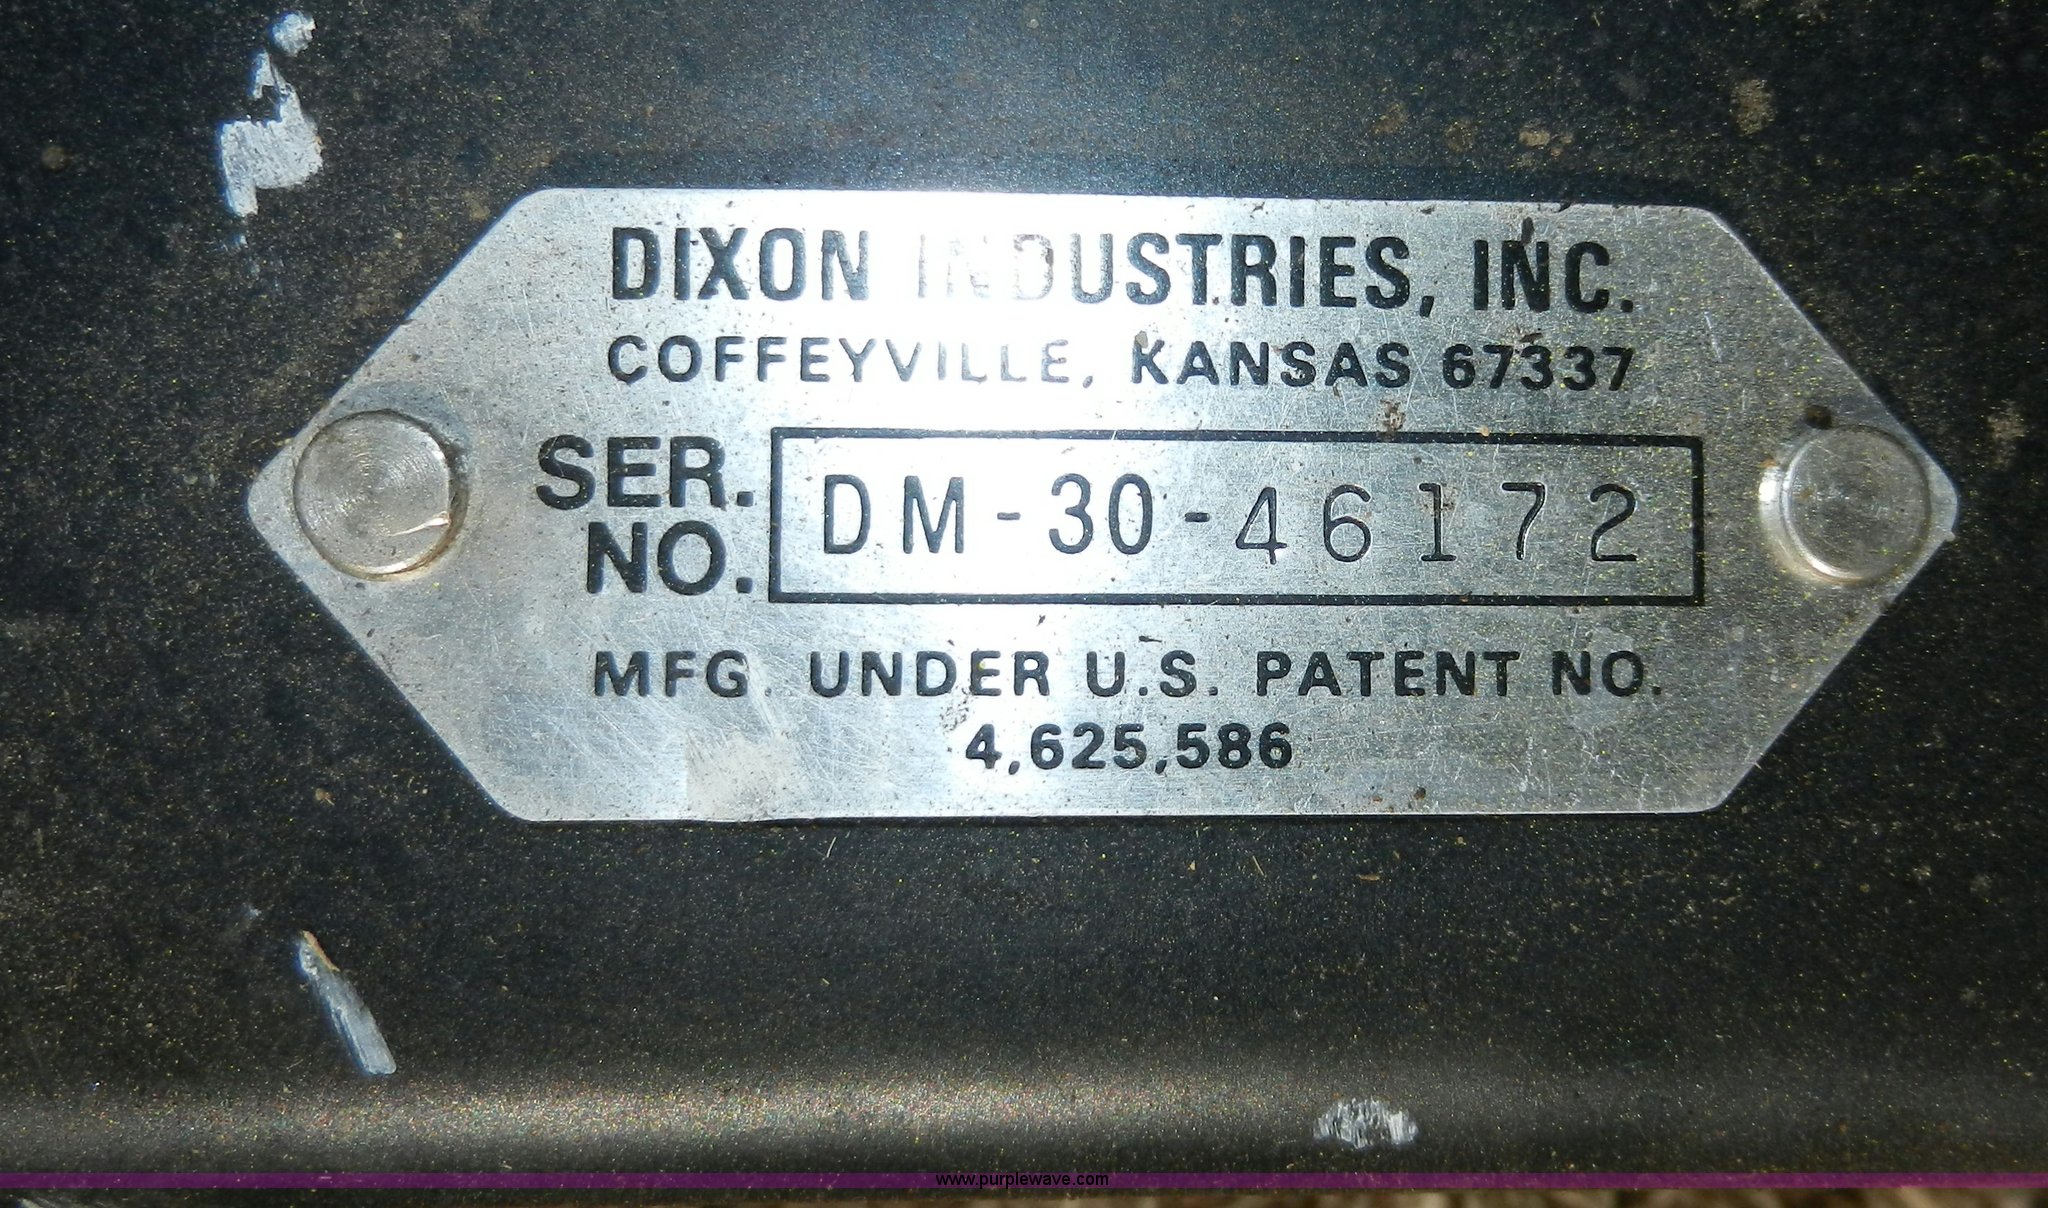 DIXON INDUSTRIES, INC.
COFFEYVILLE, KANSAS 67337
SER. NO. DM-30-46172
MFG. UNDER U.S. PATENT NO.
4,625,586
www.purplewave.com